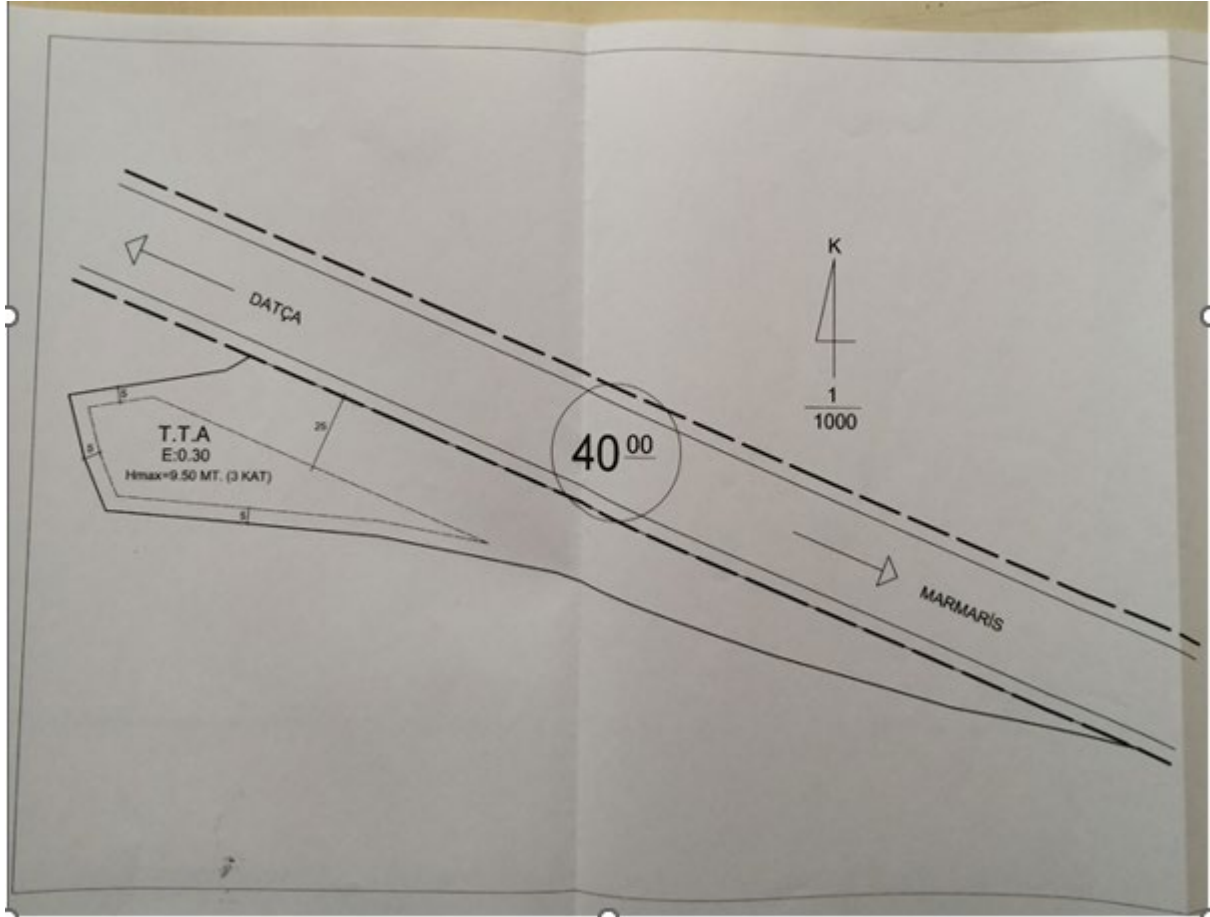 K
DATÇA
1
1000
5
25
T.T.A
E:0.30
40 00
5
Hmax=9.50 MT. (3 KAT)
5
MARMARİS